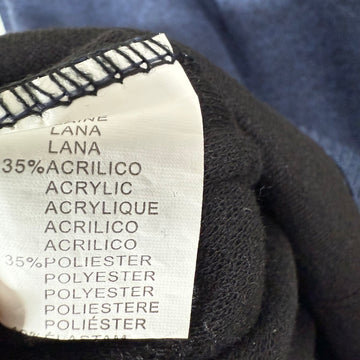 LANA
LANA
35%ACRILICO
ACRYLIC
ACRYLIQUE
ACRILICO
ACRILICO
35%POLIESTER
POLYESTER
POLYESTER
POLIESTERE
POLIÉSTER